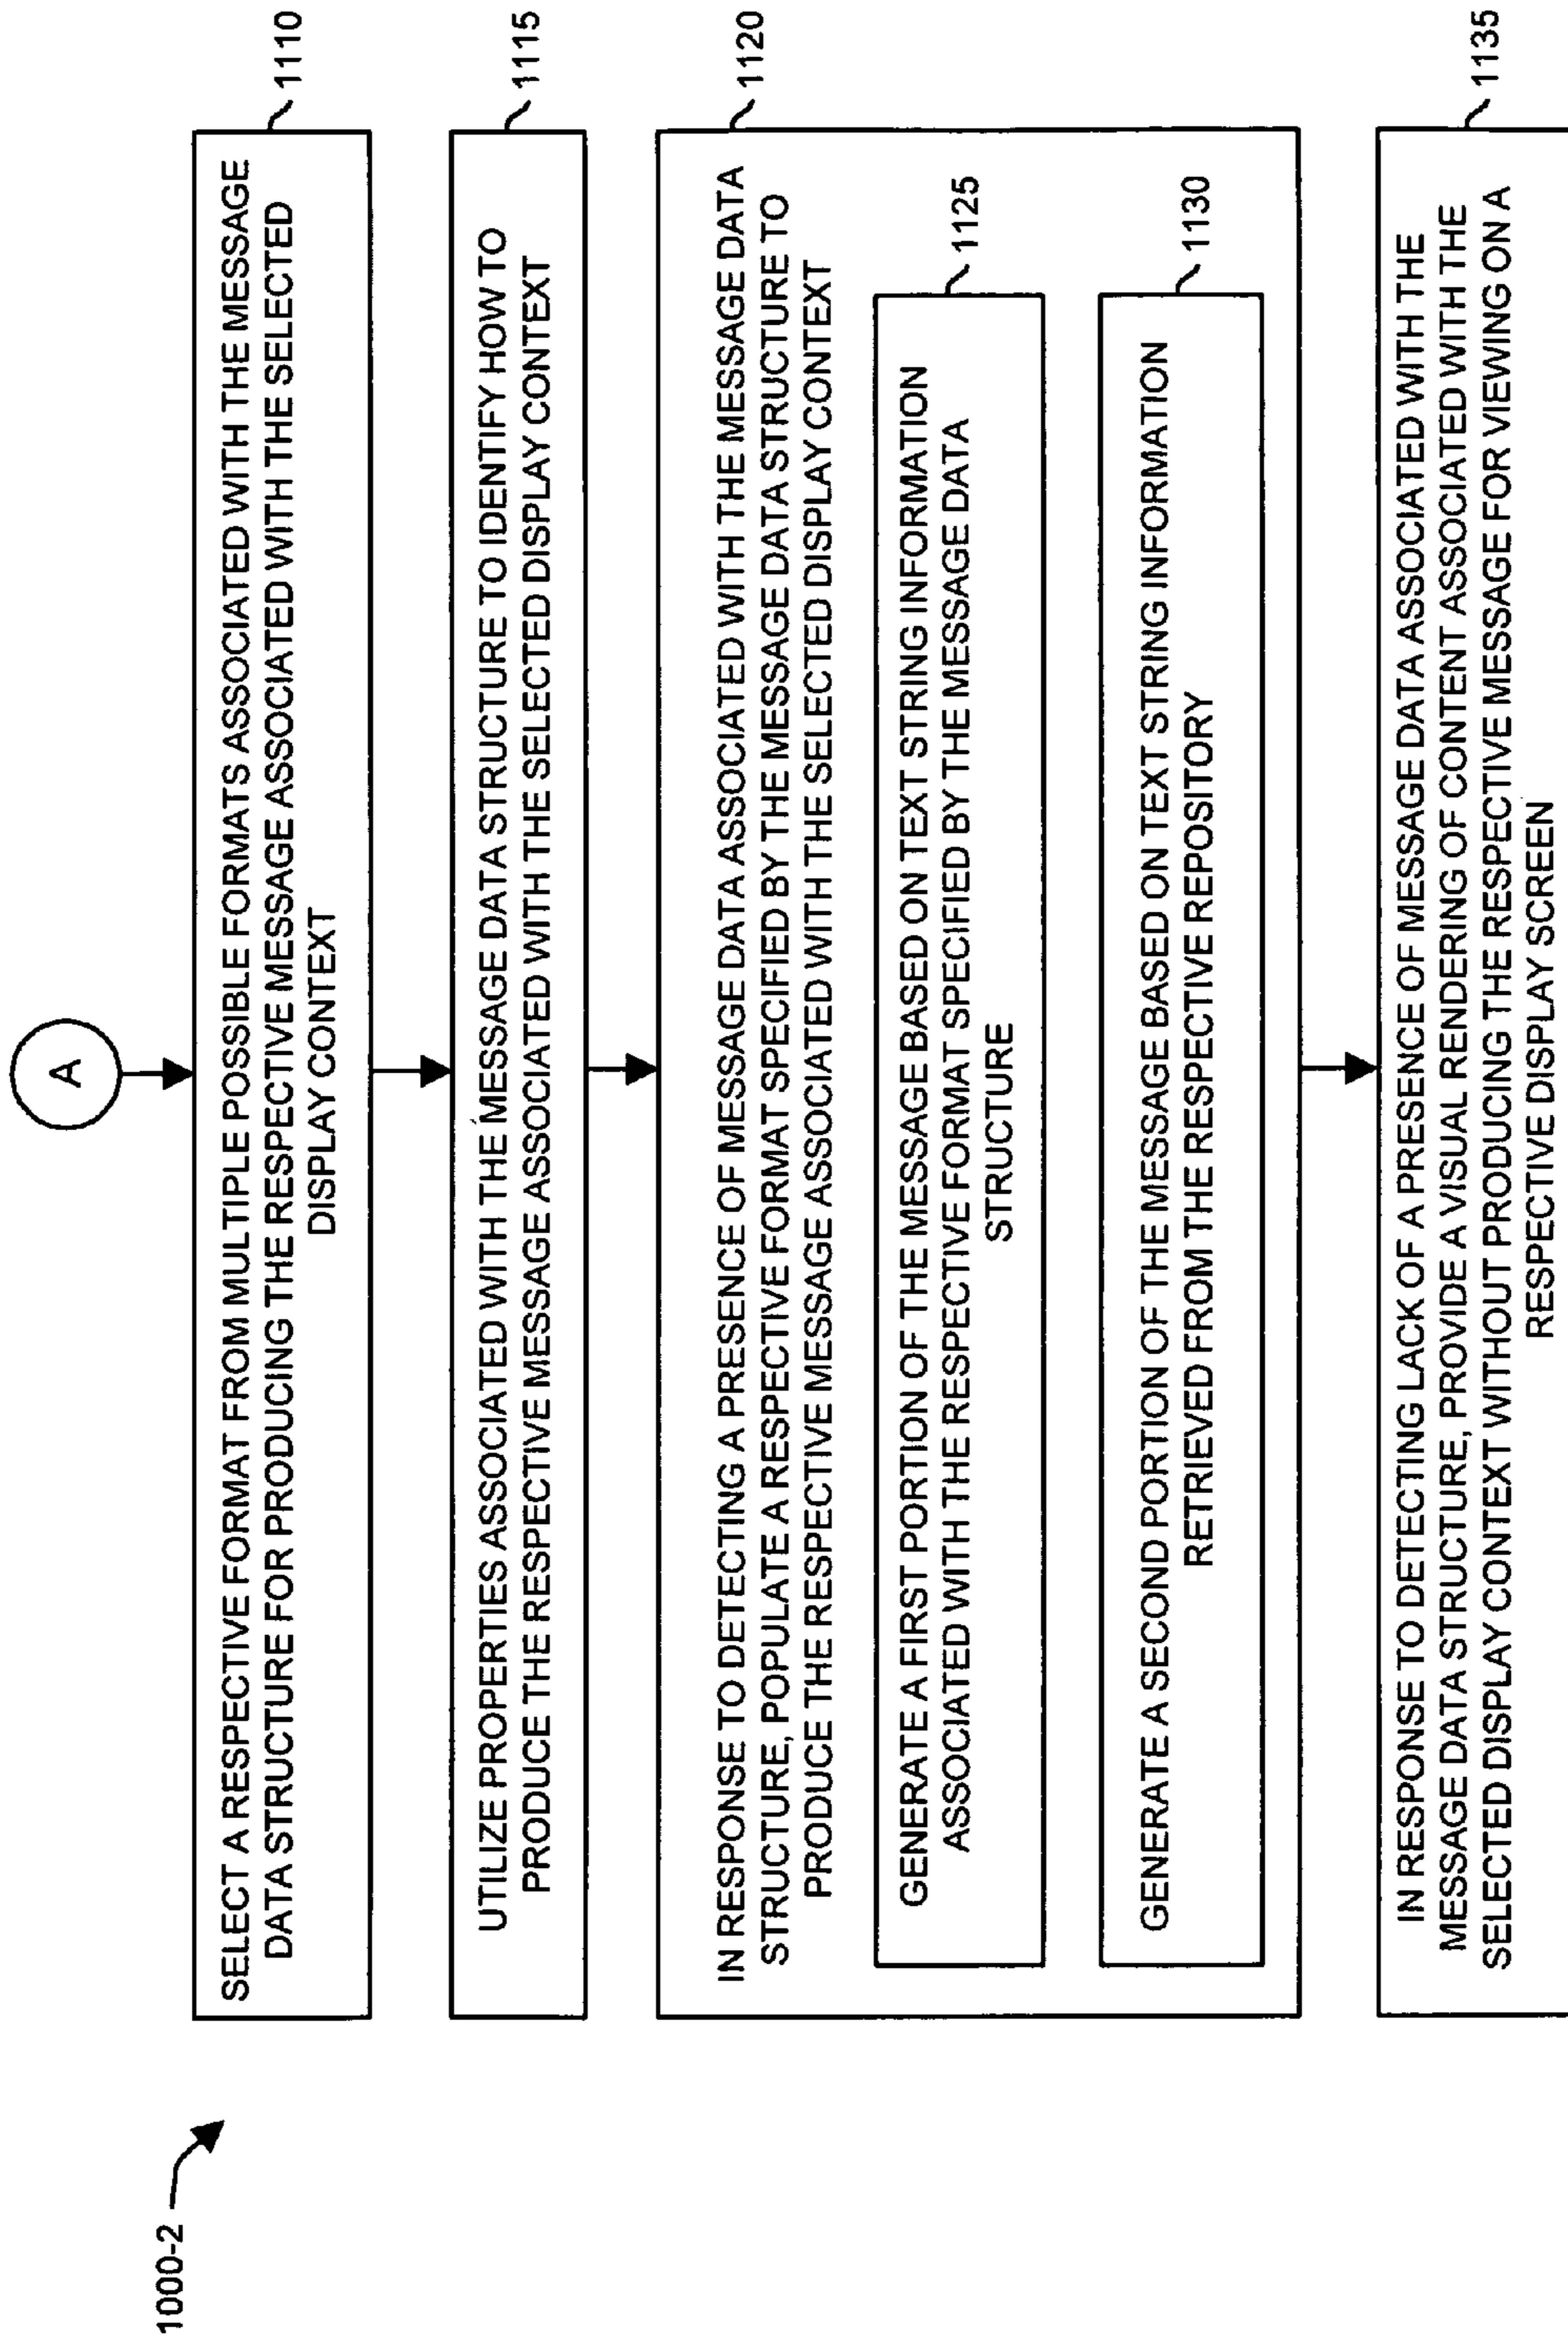 1000-2
A
SELECT A RESPECTIVE FORMAT FROM MULTIPLE POSSIBLE FORMATS ASSOCIATED WITH THE MESSAGE
DATA STRUCTURE FOR PRODUCING THE RESPECTIVE MESSAGE ASSOCIATED WITH THE SELECTED
DISPLAY CONTEXT
1110
UTILIZE PROPERTIES ASSOCIATED WITH THE MESSAGE DATA STRUCTURE TO IDENTIFY HOW TO
PRODUCE THE RESPECTIVE MESSAGE ASSOCIATED WITH THE SELECTED DISPLAY CONTEXT
1115
IN RESPONSE TO DETECTING A PRESENCE OF MESSAGE DATA ASSOCIATED WITH THE MESSAGE DATA
STRUCTURE, POPULATE A RESPECTIVE FORMAT SPECIFIED BY THE MESSAGE DATA STRUCTURE TO
PRODUCE THE RESPECTIVE MESSAGE ASSOCIATED WITH THE SELECTED DISPLAY CONTEXT
1120
GENERATE A FIRST PORTION OF THE MESSAGE BASED ON TEXT STRING INFORMATION
ASSOCIATED WITH THE RESPECTIVE FORMAT SPECIFIED BY THE MESSAGE DATA
STRUCTURE
1125
GENERATE A SECOND PORTION OF THE MESSAGE BASED ON TEXT STRING INFORMATION
RETRIEVED FROM THE RESPECTIVE REPOSITORY
1130
IN RESPONSE TO DETECTING LACK OF A PRESENCE OF MESSAGE DATA ASSOCIATED WITH THE
MESSAGE DATA STRUCTURE, PROVIDE A VISUAL RENDERING OF CONTENT ASSOCIATED WITH THE
SELECTED DISPLAY CONTEXT WITHOUT PRODUCING THE RESPECTIVE MESSAGE FOR VIEWING ON A
RESPECTIVE DISPLAY SCREEN
1135